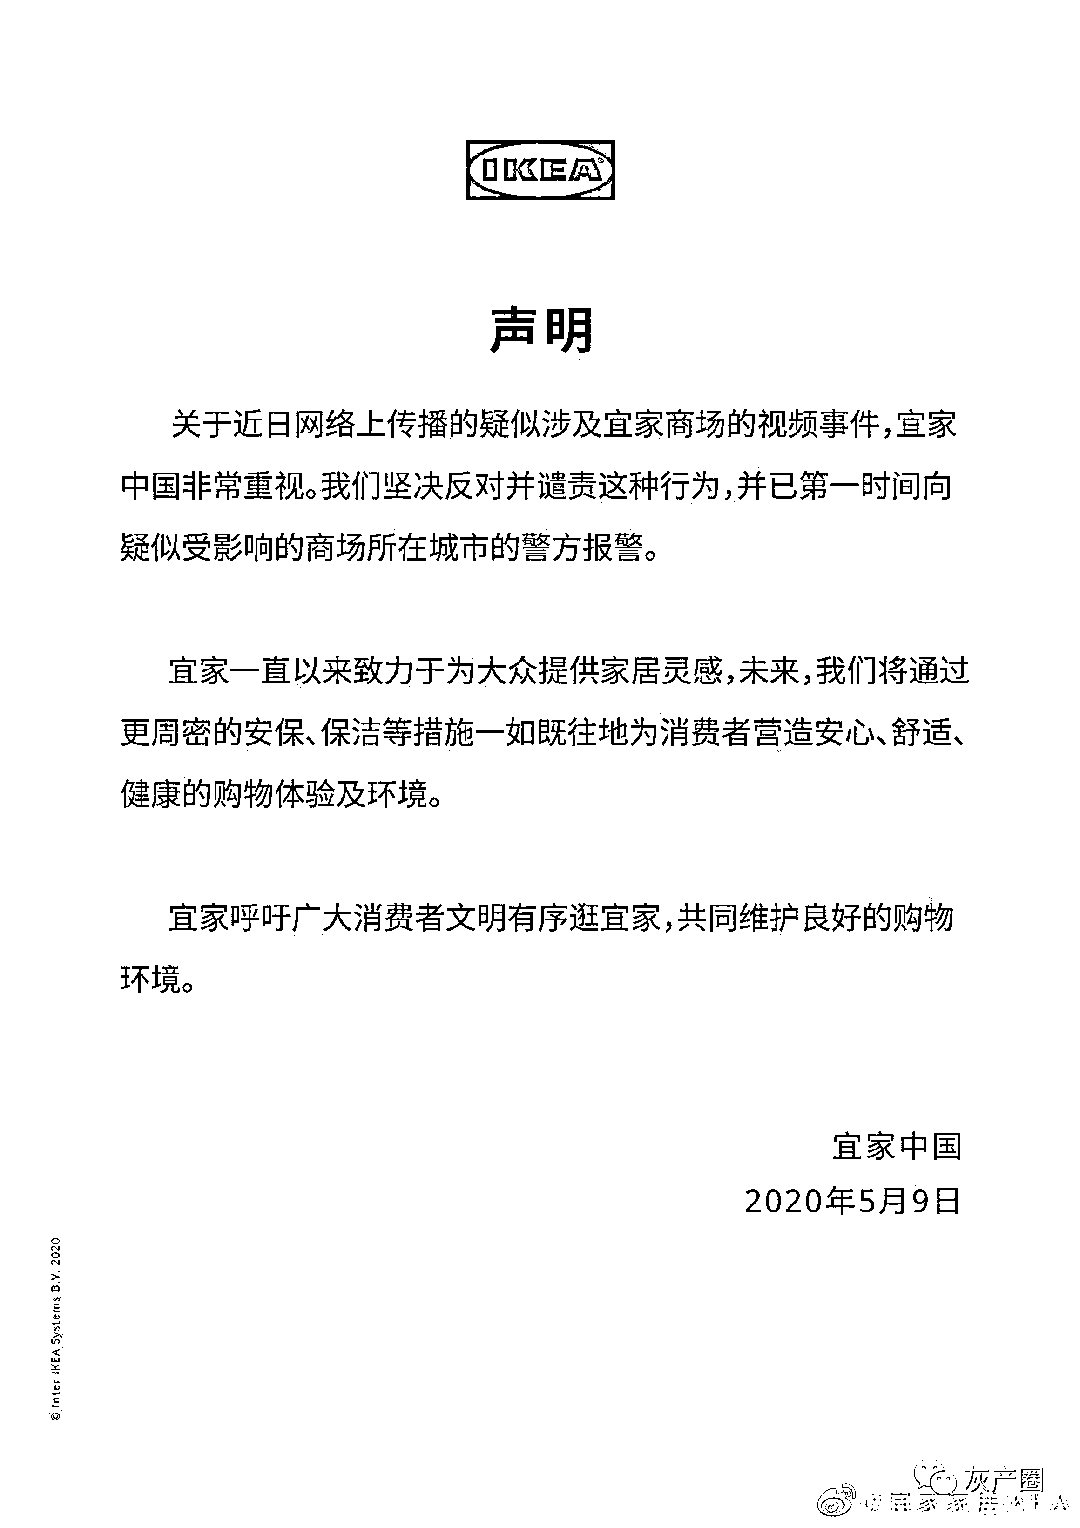 IKEA
声明
关于近日网络上传播的疑似涉及宜家商场的视频事件，宜家
中国非常重视。我们坚决反对并谴责这种行为，并已第一时间向
疑似受影响的商场所在城市的警方报警。
宜家一直以来致力于为大众提供家居灵感，未来，我们将通过
更周密的安保、保洁等措施一如既往地为消费者营造安心、舒适、
健康的购物体验及环境。
宜家呼吁广大消费者文明有序逛宜家，共同维护良好的购物
环境。
宜家中国
2020年5月9日
© Inter IKEA Systems B.V. 2020
灰产圈